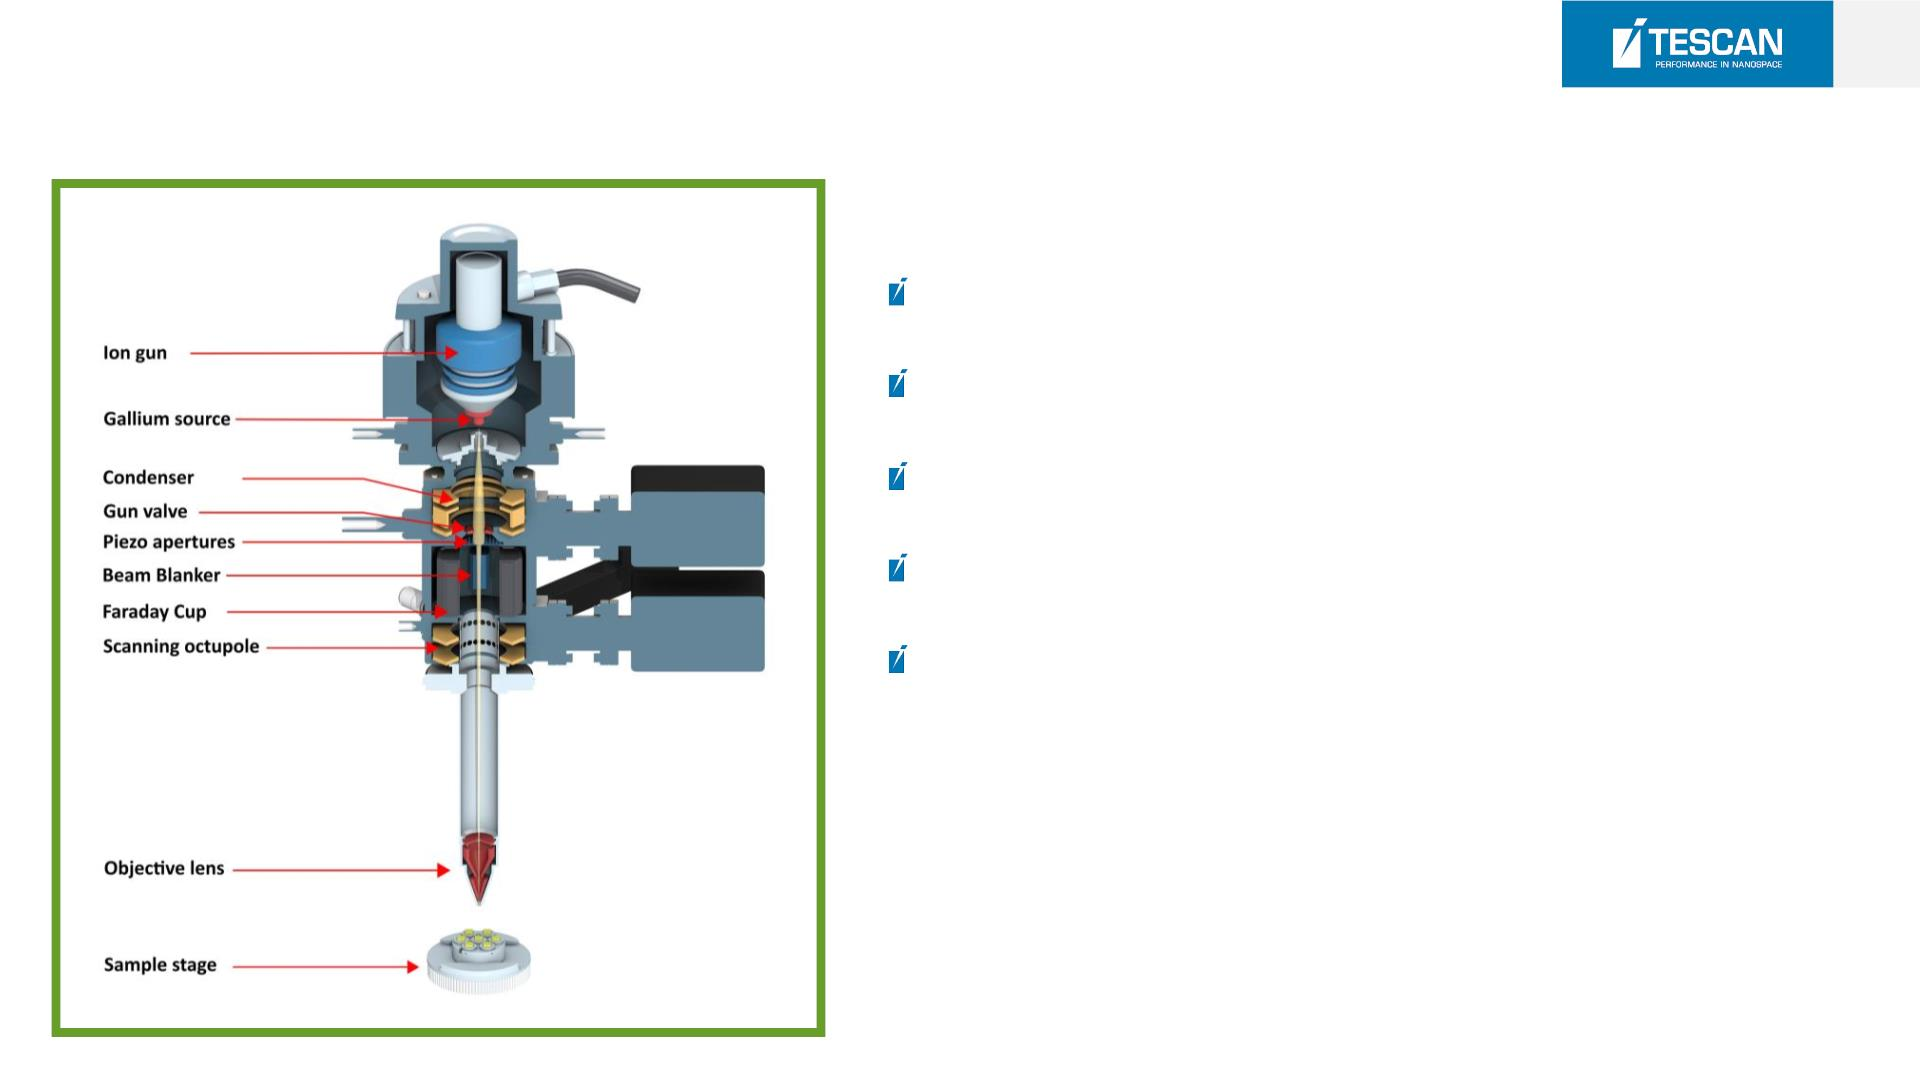 TESCAN
PERFORMANCE IN NANOSPACE
Ion gun
Gallium source
Condenser
Gun valve
Piezo apertures
Beam Blanker
Faraday Cup
Scanning octupole
Objective lens
Sample stage